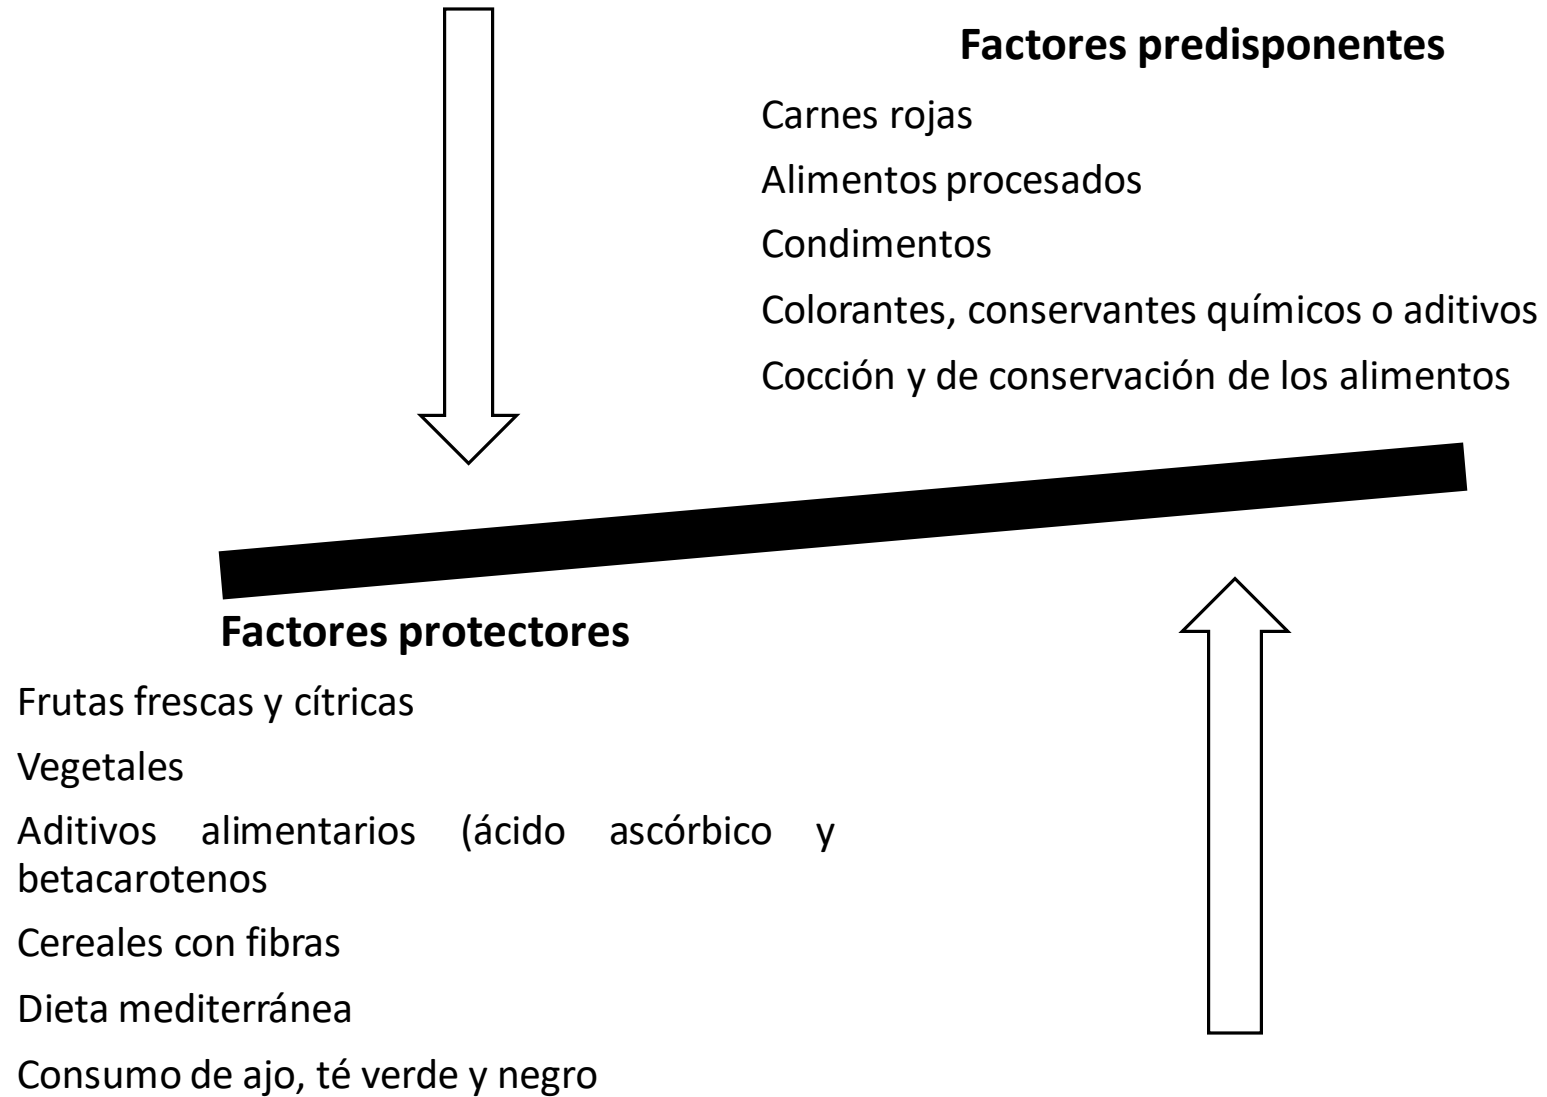 Factores predisponentes
Carnes rojas
Alimentos procesados
Condimentos
Colorantes, conservantes químicos o aditivos
Cocción y de conservación de los alimentos
Factores protectores
Frutas frescas y cítricas
Vegetales
Aditivos alimentarios (ácido ascórbico y
betacarotenos
Cereales con fibras
Dieta mediterránea
Consumo de ajo, té verde y negro